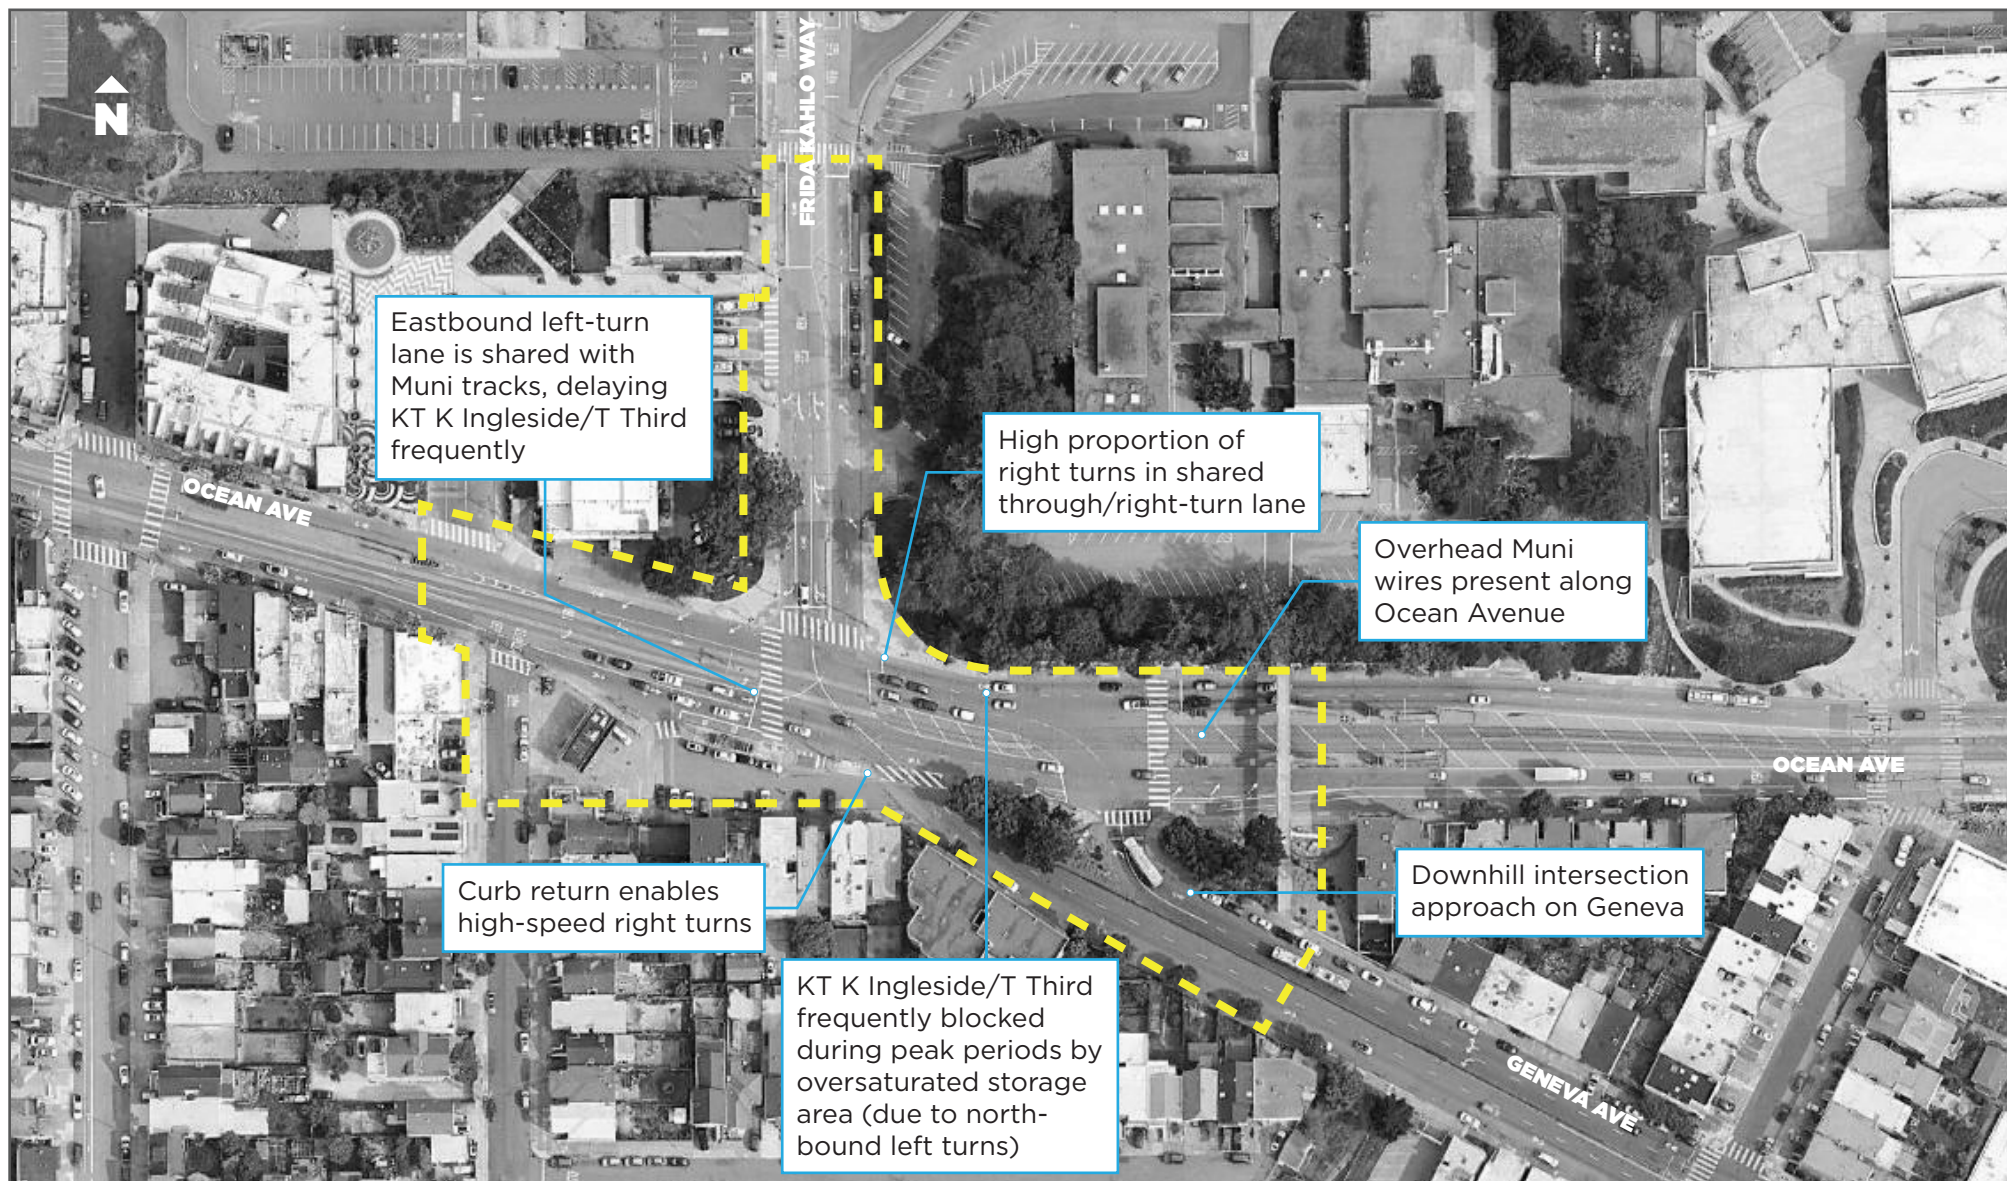 N
FRIDA KAHLO WAY
Eastbound left-turn
lane is shared with
Muni tracks, delaying
KT K Ingleside/T Third
frequently
High proportion of
right turns in shared
through/right-turn lane
OCEAN AVE
Overhead Muni
wires present along
Ocean Avenue
OCEAN AVE
Curb return enables
high-speed right turns
Downhill intersection
approach on Geneva
KT K Ingleside/T Third
frequently blocked
during peak periods by
oversaturated storage
area (due to north-
bound left turns)
GENEVA AVE